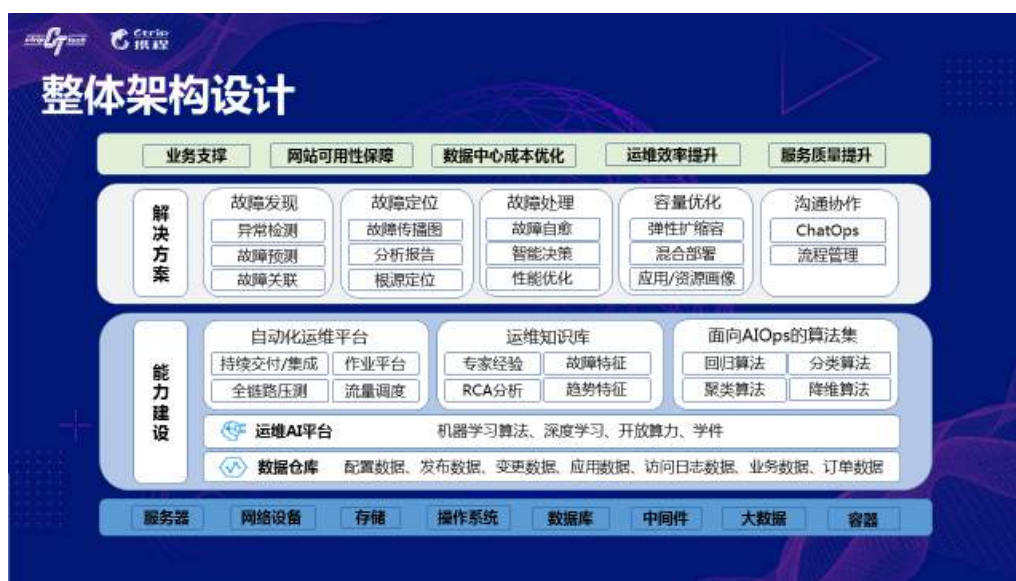 Ctrip
携程
整体架构设计
业务支撑 网站可用性保障 数据中心成本优化 运维效率提升 服务质量提升
解决方案
故障发现
异常检测
故障预测
故障关联
故障定位
故障传播图
分析报告
根源定位
故障处理
故障自愈
智能决策
性能优化
容量优化
弹性扩缩容
混合部署
应用/资源画像
沟通协作
ChatOps
流程管理
能力建设
自动化运维平台
持续交付/集成 作业平台
全链路压测 流量调度
运维知识库
专家经验 故障特征
RCA分析 趋势特征
面向AIOps的算法集
回归算法 分类算法
聚类算法 降维算法
运维AI平台 机器学习算法、深度学习、开放算力、学件
数据仓库 配置数据、发布数据、变更数据、应用数据、访问日志数据、业务数据、订单数据
服务器 网络设备 存储 操作系统 数据库 中间件 大数据 容器